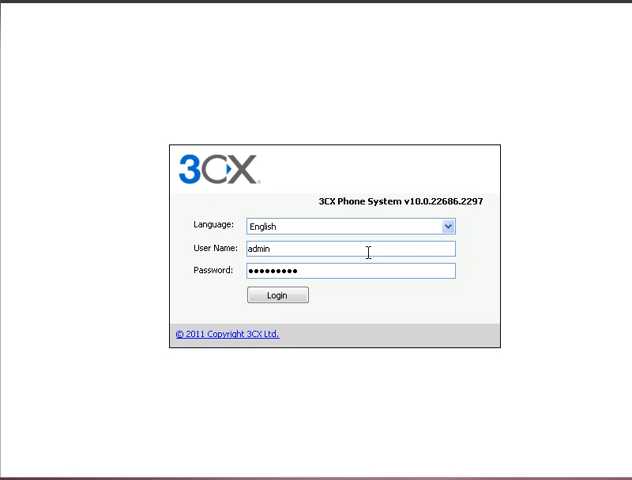 3CX
3CX Phone System v10.0.22686.2297
Language: English
User Name: admin
Password: ●●●●●●●●●
Login
© 2011 Copyright 3CX Ltd.